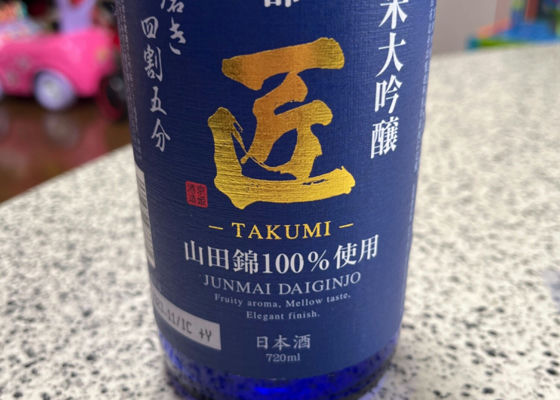 米大吟醸
磨き四割五分
匠
TAKUMI
山田錦100%使用
JUNMAI DAIGINJO
Fruity aroma, Mellow taste,
Elegant finish.
日本酒
720ml